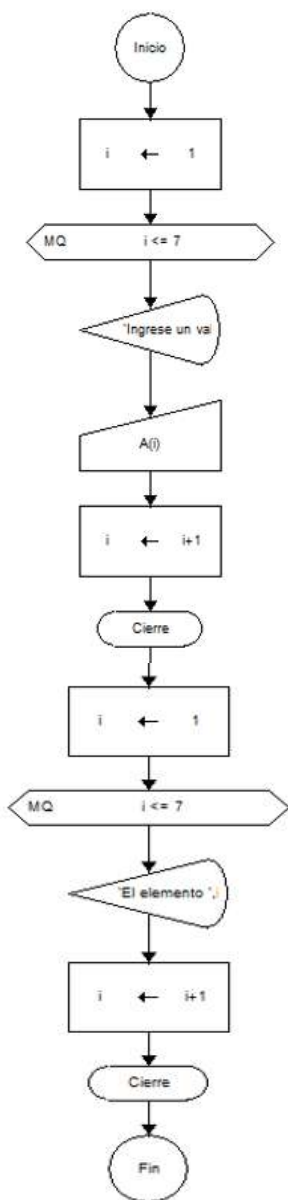 Inicio
i ← 1
MQ i <= 7
'Ingrese un val
A(i)
i ← i+1
Cierre
i ← 1
MQ i <= 7
'El elemento ',i
i ← i+1
Cierre
Fin